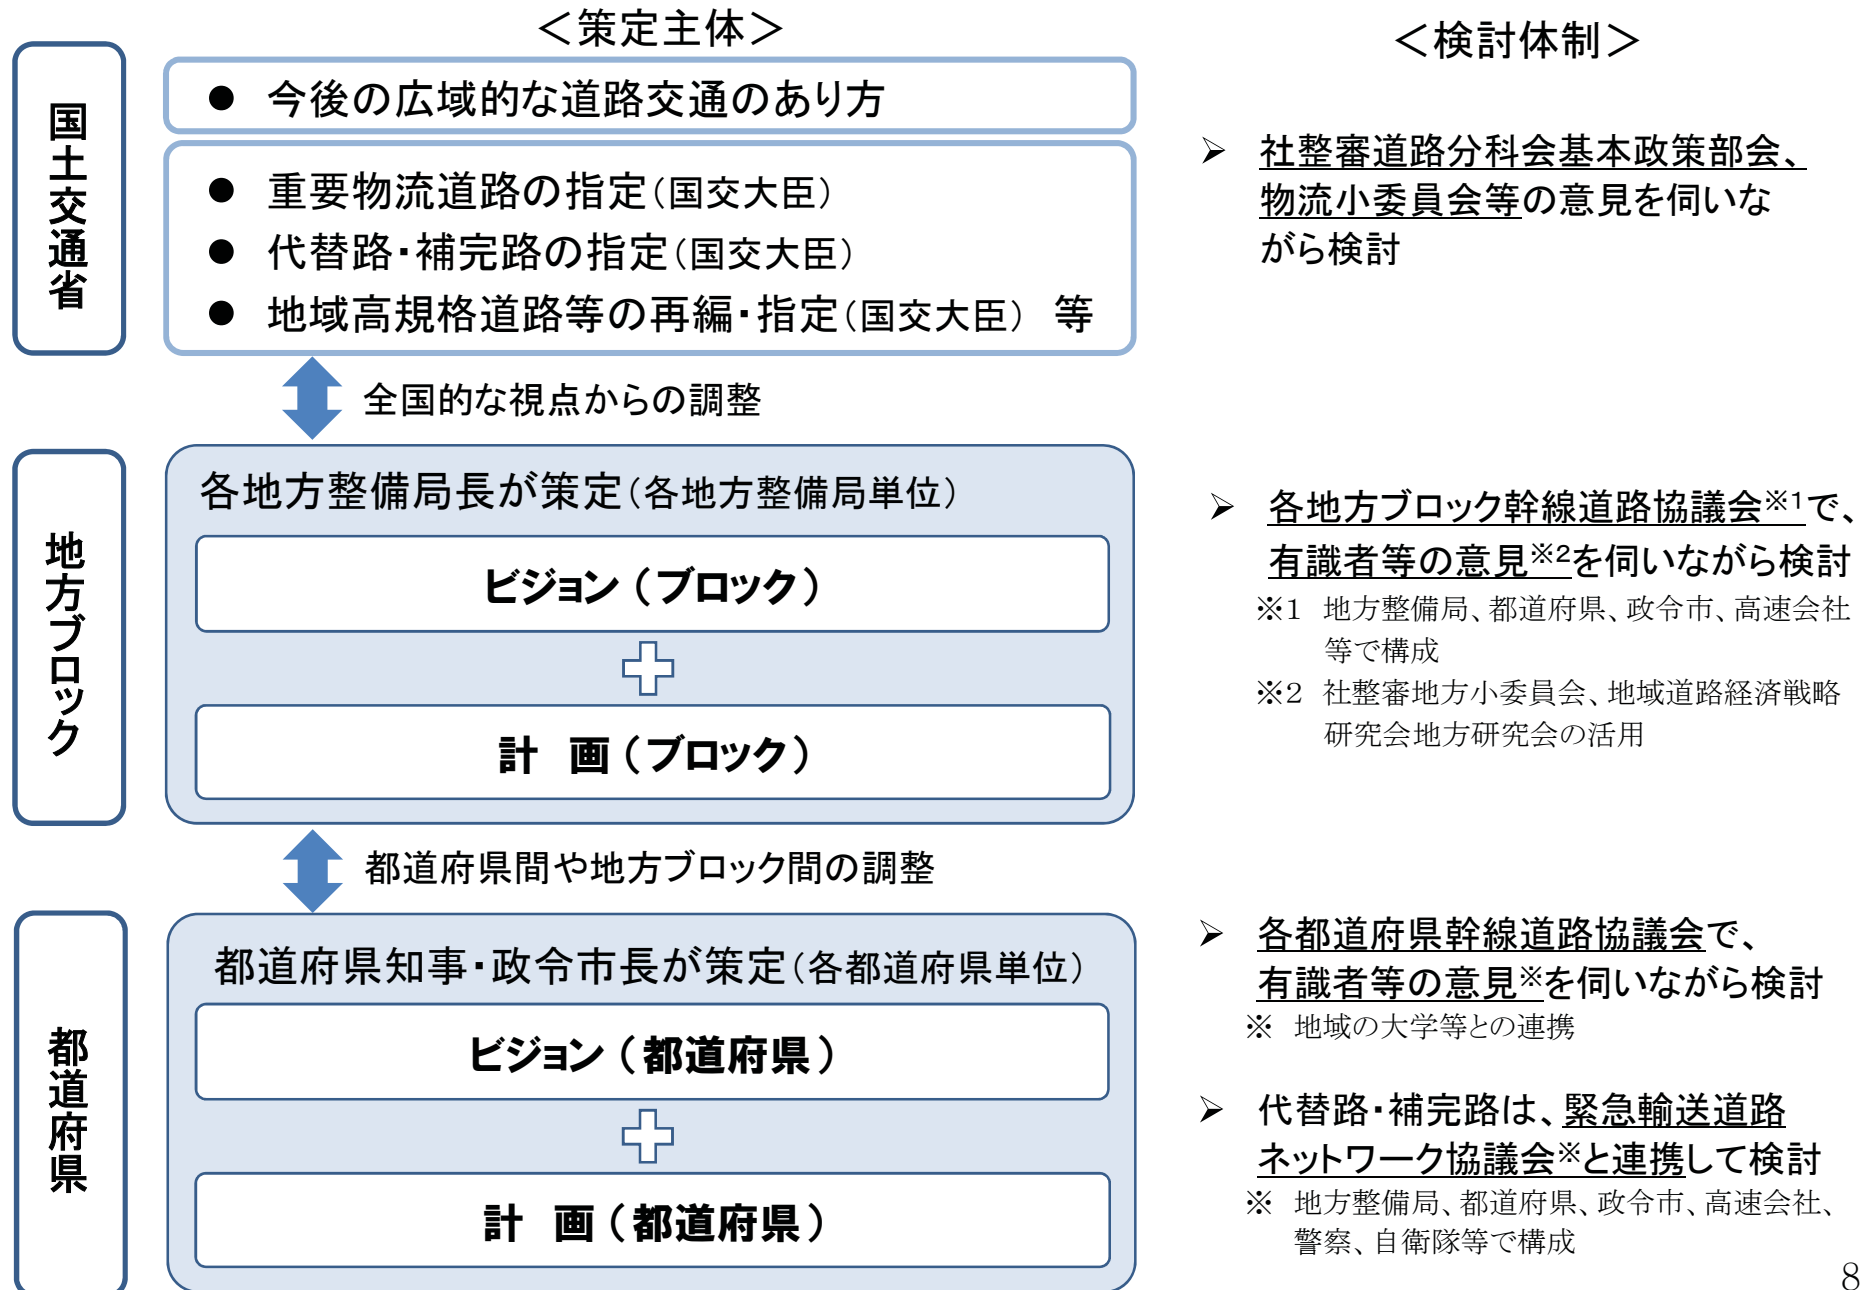 ＜策定主体＞
＜検討体制＞
国土交通省
● 今後の広域的な道路交通のあり方
● 重要物流道路の指定（国交大臣）
● 代替路・補完路の指定（国交大臣）
● 地域高規格道路等の再編・指定（国交大臣） 等
➢ 社整審道路分科会基本政策部会、
物流小委員会等の意見を伺いな
がら検討
全国的な視点からの調整
地方ブロック
各地方整備局長が策定（各地方整備局単位）
ビジョン（ブロック）
計 画（ブロック）
➢ 各地方ブロック幹線道路協議会※1で、
有識者等の意見※2を伺いながら検討
※1 地方整備局、都道府県、政令市、高速会社
等で構成
※2 社整審地方小委員会、地域道路経済戦略
研究会地方研究会の活用
都道府県間や地方ブロック間の調整
都道府県
都道府県知事・政令市長が策定（各都道府県単位）
ビジョン（都道府県）
計 画（都道府県）
➢ 各都道府県幹線道路協議会で、
有識者等の意見※を伺いながら検討
※ 地域の大学等との連携
➢ 代替路・補完路は、緊急輸送道路
ネットワーク協議会※と連携して検討
※ 地方整備局、都道府県、政令市、高速会社、
警察、自衛隊等で構成
8